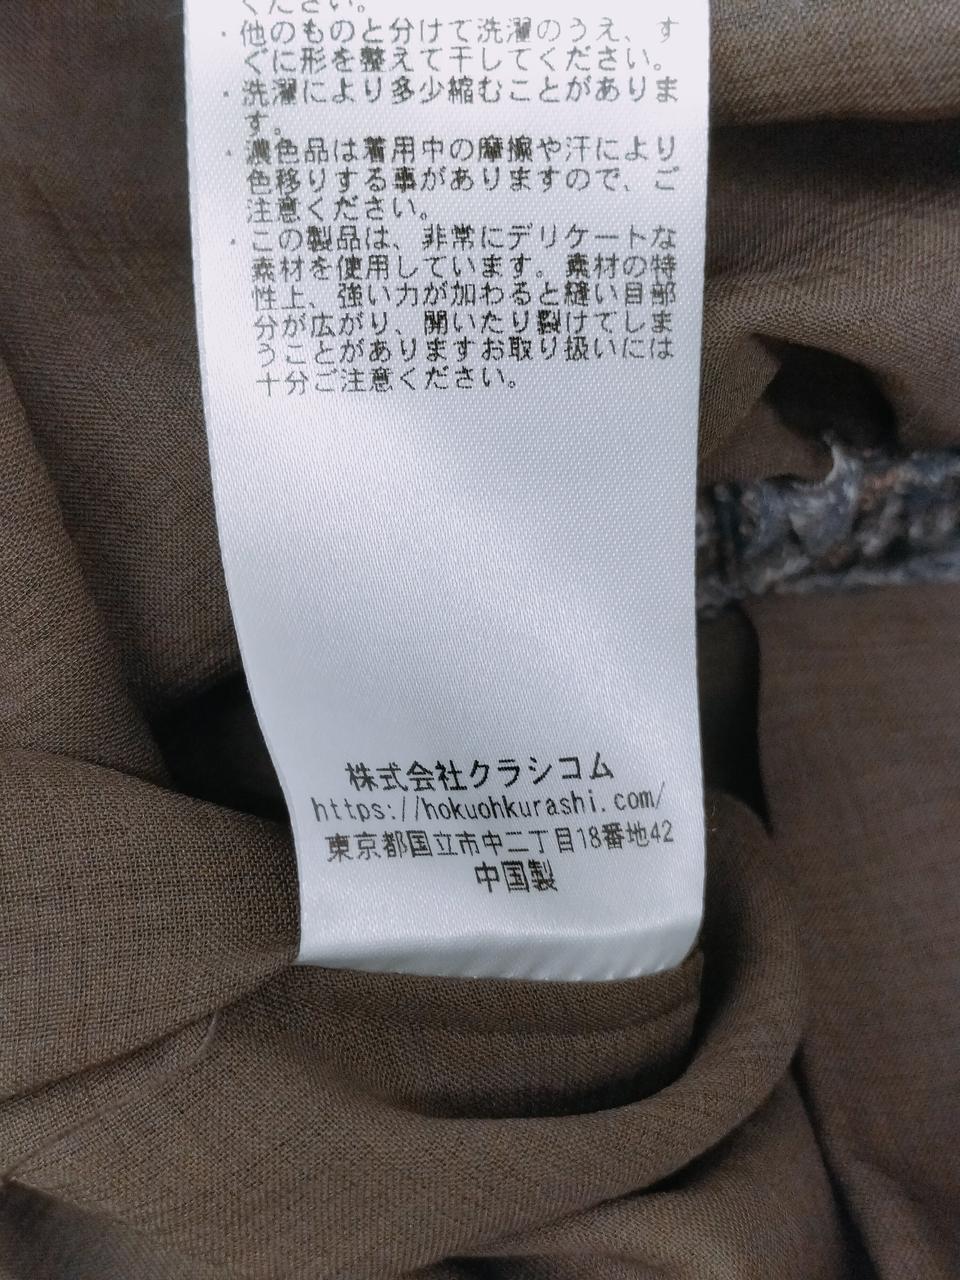 ください。
・他のものと分けて洗濯のうえ、す
ぐに形を整えて干してください。
・洗濯により多少縮むことがありま
す。
・濃色品は着用中の摩擦や汗により
色移りする事がありますので、ご
注意ください。
・この製品は、非常にデリケートな
素材を使用しています。素材の特
性上、強い力が加わると縫い目部
分が広がり、開いたり裂けてしま
うことがありますお取り扱いには
十分ご注意ください。
株式会社クラシコム
https://hokuohkurashi.com/
東京都国立市中二丁目18番地42
中国製